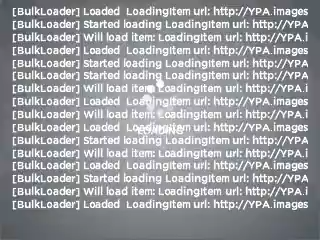 [BulkLoader] Loaded LoadingItem url: http://YPA.images
[BulkLoader] Started loading LoadingItem url: http://YPA
[BulkLoader] Will load item: LoadingItem url: http://YPA.i
[BulkLoader] Loaded LoadingItem url: http://YPA.images
[BulkLoader] Started loading LoadingItem url: http://YPA
[BulkLoader] Started loading LoadingItem url: http://YPA
[BulkLoader] Will load item: LoadingItem url: http://YPA.i
[BulkLoader] Loaded LoadingItem url: http://YPA.images
[BulkLoader] Will load item: LoadingItem url: http://YPA.i
[BulkLoader] Loaded LoadingItem url: http://YPA.images
LOADING
[BulkLoader] Started loading LoadingItem url: http://YPA
[BulkLoader] Will load item: LoadingItem url: http://YPA.i
[BulkLoader] Loaded LoadingItem url: http://YPA.images
[BulkLoader] Started loading LoadingItem url: http://YPA
[BulkLoader] Will load item: LoadingItem url: http://YPA.i
[BulkLoader] Loaded LoadingItem url: http://YPA.images